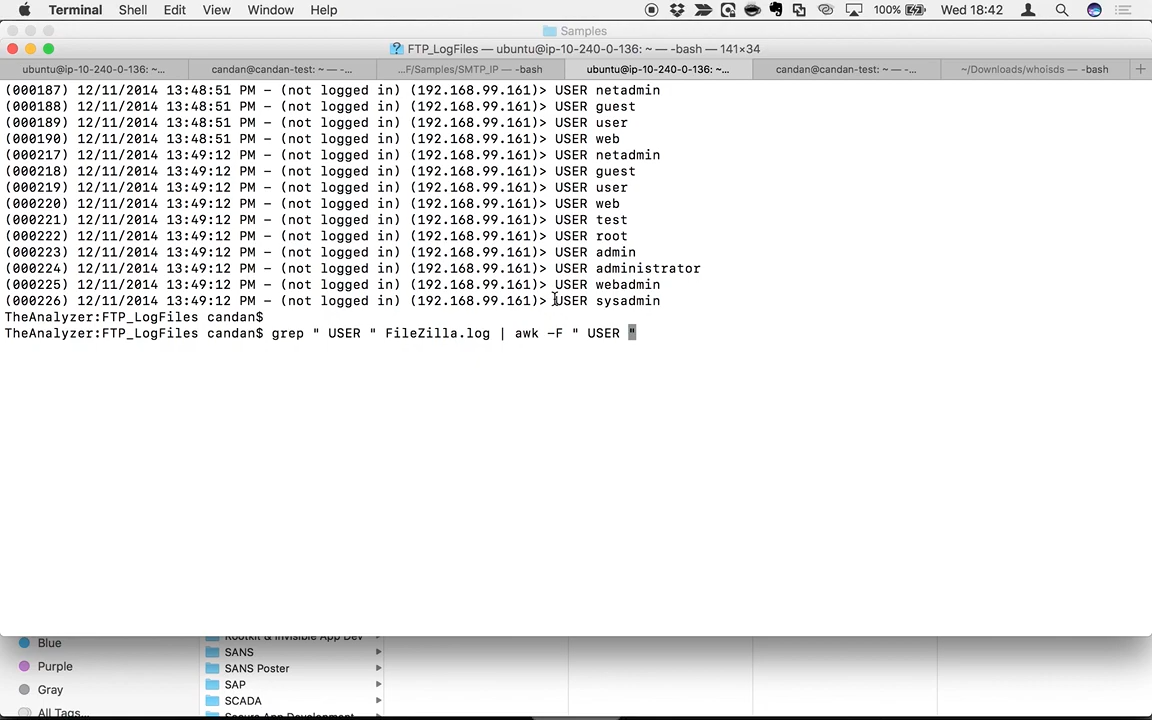 Terminal Shell Edit View Window Help 100% Wed 18:42
Samples
FTP_LogFiles — ubuntu@ip-10-240-0-136: ~ — -bash — 141×34
ubuntu@ip-10-240-0-136: ~... candan@candan-test: ~ — -... ...F/Samples/SMTP_IP — -bash ubuntu@ip-10-240-0-136: ~... candan@candan-test: ~ — -... ~/Downloads/whoisds — -bash +
(000187) 12/11/2014 13:48:51 PM - (not logged in) (192.168.99.161)> USER netadmin
(000188) 12/11/2014 13:48:51 PM - (not logged in) (192.168.99.161)> USER guest
(000189) 12/11/2014 13:48:51 PM - (not logged in) (192.168.99.161)> USER user
(000190) 12/11/2014 13:48:51 PM - (not logged in) (192.168.99.161)> USER web
(000217) 12/11/2014 13:49:12 PM - (not logged in) (192.168.99.161)> USER netadmin
(000218) 12/11/2014 13:49:12 PM - (not logged in) (192.168.99.161)> USER guest
(000219) 12/11/2014 13:49:12 PM - (not logged in) (192.168.99.161)> USER user
(000220) 12/11/2014 13:49:12 PM - (not logged in) (192.168.99.161)> USER web
(000221) 12/11/2014 13:49:12 PM - (not logged in) (192.168.99.161)> USER test
(000222) 12/11/2014 13:49:12 PM - (not logged in) (192.168.99.161)> USER root
(000223) 12/11/2014 13:49:12 PM - (not logged in) (192.168.99.161)> USER admin
(000224) 12/11/2014 13:49:12 PM - (not logged in) (192.168.99.161)> USER administrator
(000225) 12/11/2014 13:49:12 PM - (not logged in) (192.168.99.161)> USER webadmin
(000226) 12/11/2014 13:49:12 PM - (not logged in) (192.168.99.161)> USER sysadmin
TheAnalyzer:FTP_LogFiles candan$
TheAnalyzer:FTP_LogFiles candan$ grep " USER " FileZilla.log | awk -F " USER "
Rootkit & Invisible App Dev
Blue
SANS
Purple
SANS Poster
SAP
Gray
SCADA
All Tags...
Secure App Development